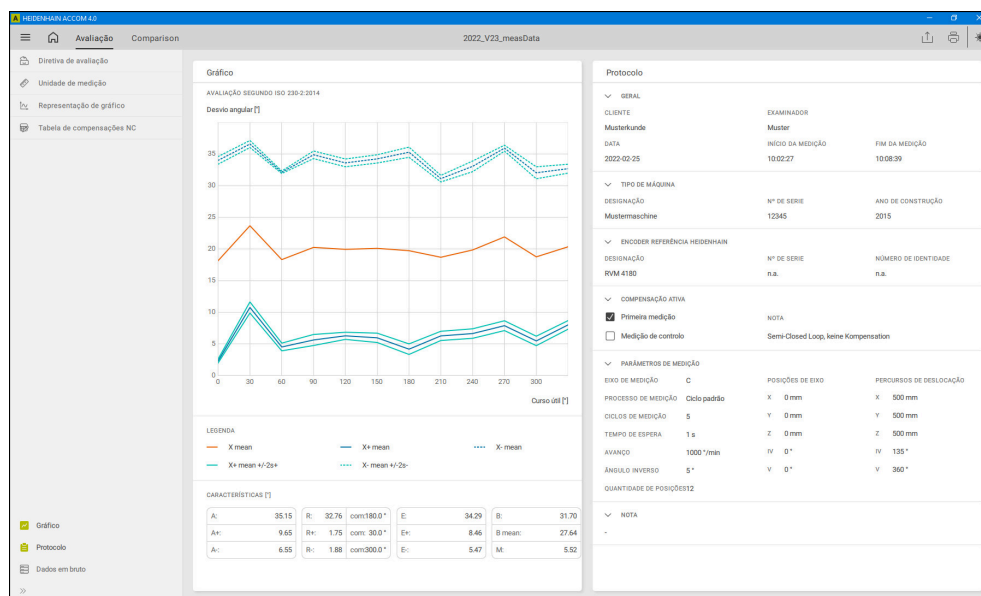 HEIDENHAIN ACCOM 4.0
Avaliação Comparison 2022_V23_measData
Diretiva de avaliação
Unidade de medição
Representação de gráfico
Tabela de compensações NC
Gráfico
Protocolo
Dados em bruto
Gráfico
AVALIAÇÃO SEGUNDO ISO 230-2:2014
Desvio angular ["]
35
30
25
20
15
10
5
0
0 30 60 90 120 150 180 210 240 270 300
Curso útil [°]
LEGENDA
X mean X+ mean X- mean
X+ mean +/-2s+ X- mean +/-2s-
CARACTERÍSTICAS ["]
A: 35.15 R: 32.76 com:180.0 ° E: 34.29 B: 31.70
A+: 9.65 R+: 1.75 com: 30.0 ° E+: 8.46 B mean: 27.64
A-: 6.55 R-: 1.88 com:300.0 ° E-: 5.47 M: 5.52
Protocolo
GERAL
CLIENTE EXAMINADOR
Musterkunde Muster
DATA INÍCIO DA MEDIÇÃO FIM DA MEDIÇÃO
2022-02-25 10:02:27 10:08:39
TIPO DE MÁQUINA
DESIGNAÇÃO Nº DE SERIE ANO DE CONSTRUÇÃO
Mustermaschine 12345 2015
ENCODER REFERÊNCIA HEIDENHAIN
DESIGNAÇÃO Nº DE SERIE NÚMERO DE IDENTIDADE
RVM 4180 n.a. n.a.
COMPENSAÇÃO ATIVA
Primeira medição NOTA
Medição de controlo Semi-Closed Loop, keine Kompensation
PARÂMETROS DE MEDIÇÃO
EIXO DE MEDIÇÃO C POSIÇÕES DE EIXO PERCURSOS DE DESLOCAÇÃO
PROCESSO DE MEDIÇÃO Ciclo padrão X 0 mm X 500 mm
CICLOS DE MEDIÇÃO 5 Y 0 mm Y 500 mm
TEMPO DE ESPERA 1 s Z 0 mm Z 500 mm
AVANÇO 1000 °/min IV 0 ° IV 135 °
ÂNGULO INVERSO 5 ° V 0 ° V 360 °
QUANTIDADE DE POSIÇÕES12
NOTA
-